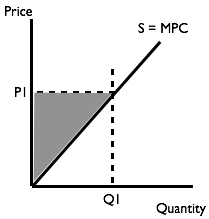 Price
S = MPC
P1
Q1
Quantity